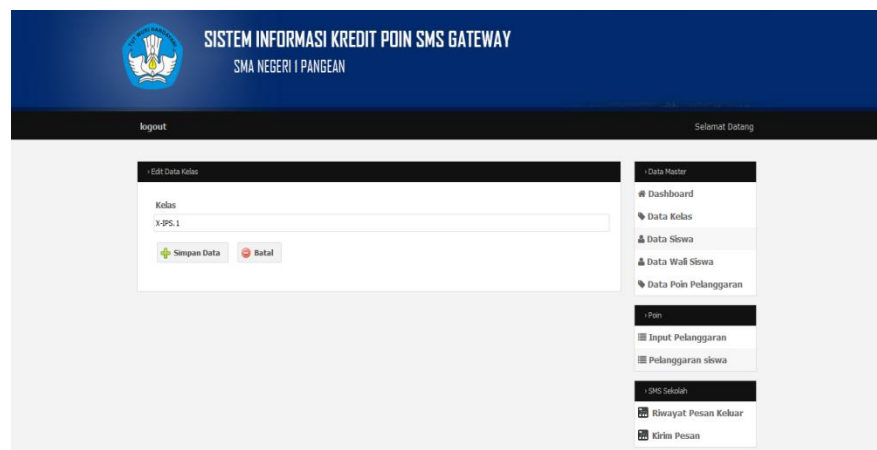 SISTEM INFORMASI KREDIT POIN SMS GATEWAY
SMA NEGERI 1 PANGEAN
logout
Selamat Datang
› Edit Data Kelas
Kelas
X-IPS.1
Simpan Data
Batal
› Data Master
Dashboard
Data Kelas
Data Siswa
Data Wali Siswa
Data Poin Pelanggaran
› Poin
Input Pelanggaran
Pelanggaran siswa
› SMS Sekolah
Riwayat Pesan Keluar
Kirim Pesan